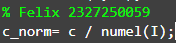 % Felix 2327250059
c_norm= c / numel(I);